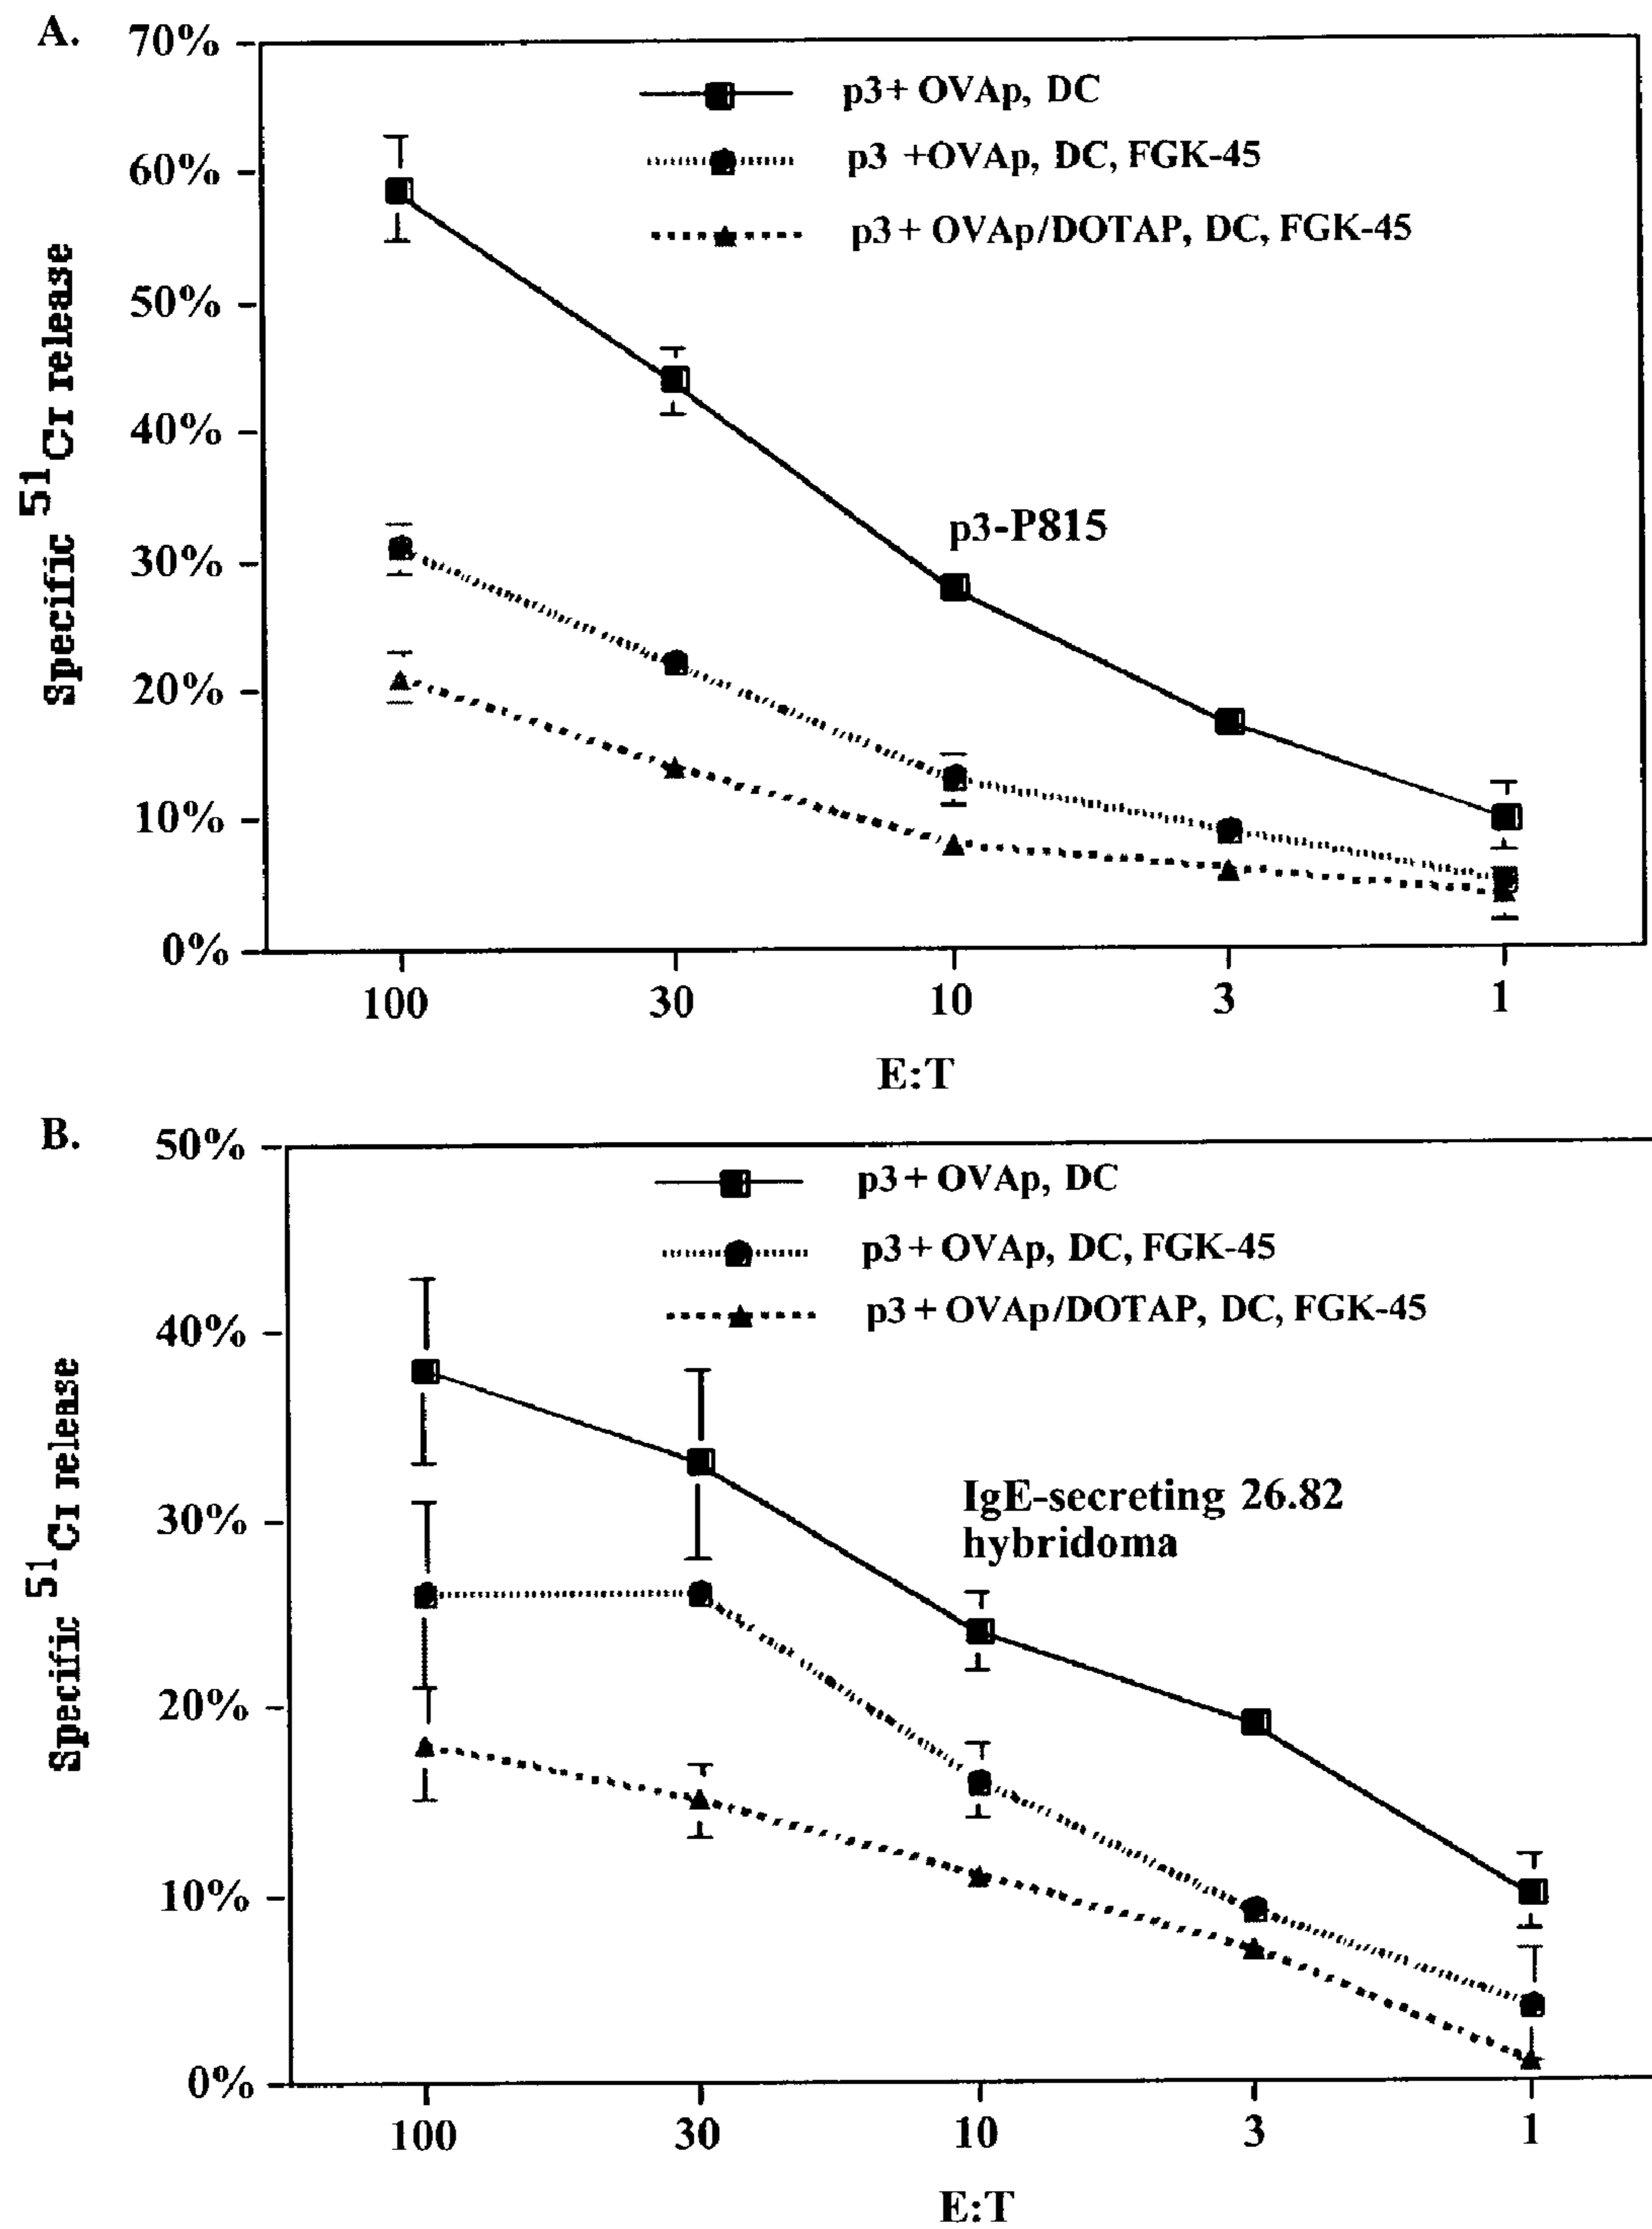 A.
70%
60%
50%
40%
30%
20%
10%
0%
Specific 51Cr release
p3+ OVAp, DC
p3 +OVAp, DC, FGK-45
p3+ OVAp/DOTAP, DC, FGK-45
p3-P815
100 30 10 3 1
E:T
B.
50%
40%
30%
20%
10%
0%
Specific 51Cr release
p3+ OVAp, DC
p3+ OVAp, DC, FGK-45
p3+ OVAp/DOTAP, DC, FGK-45
IgE-secreting 26.82
hybridoma
100 30 10 3 1
E:T